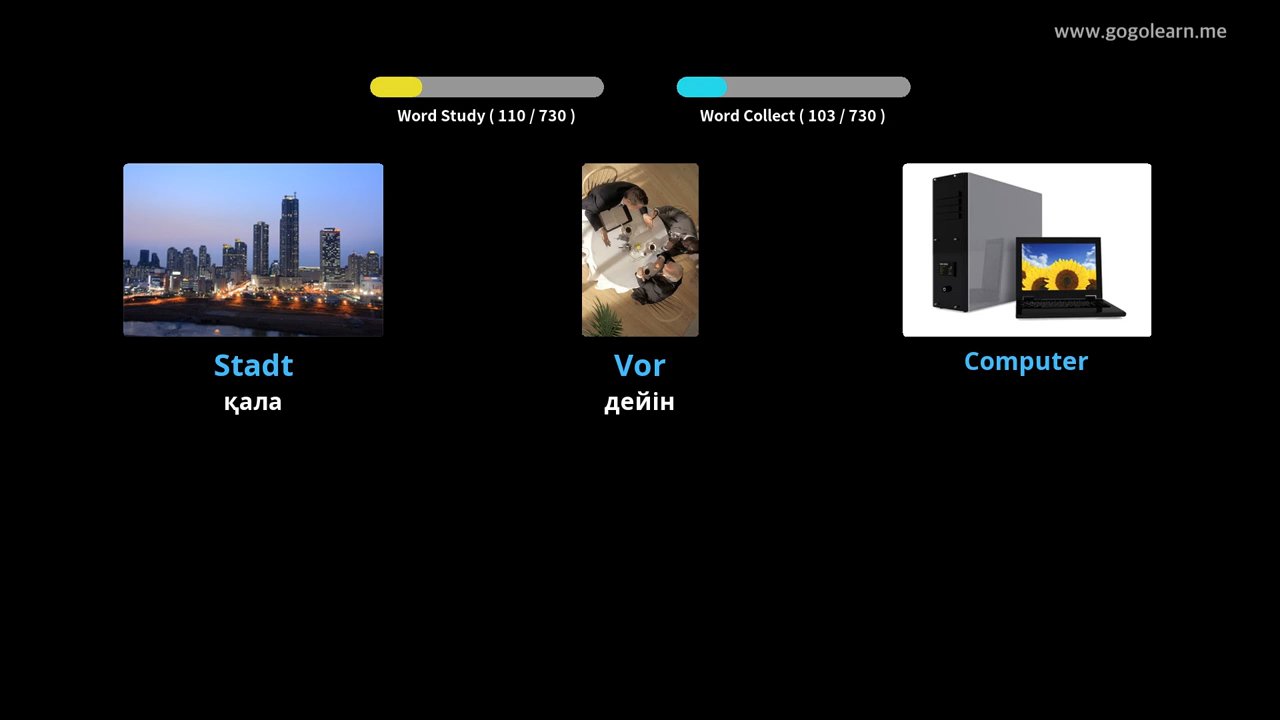 www.gogolearn.me
Word Study ( 110 / 730 )
Word Collect ( 103 / 730 )
Stadt
қала
Vor
дейін
Computer